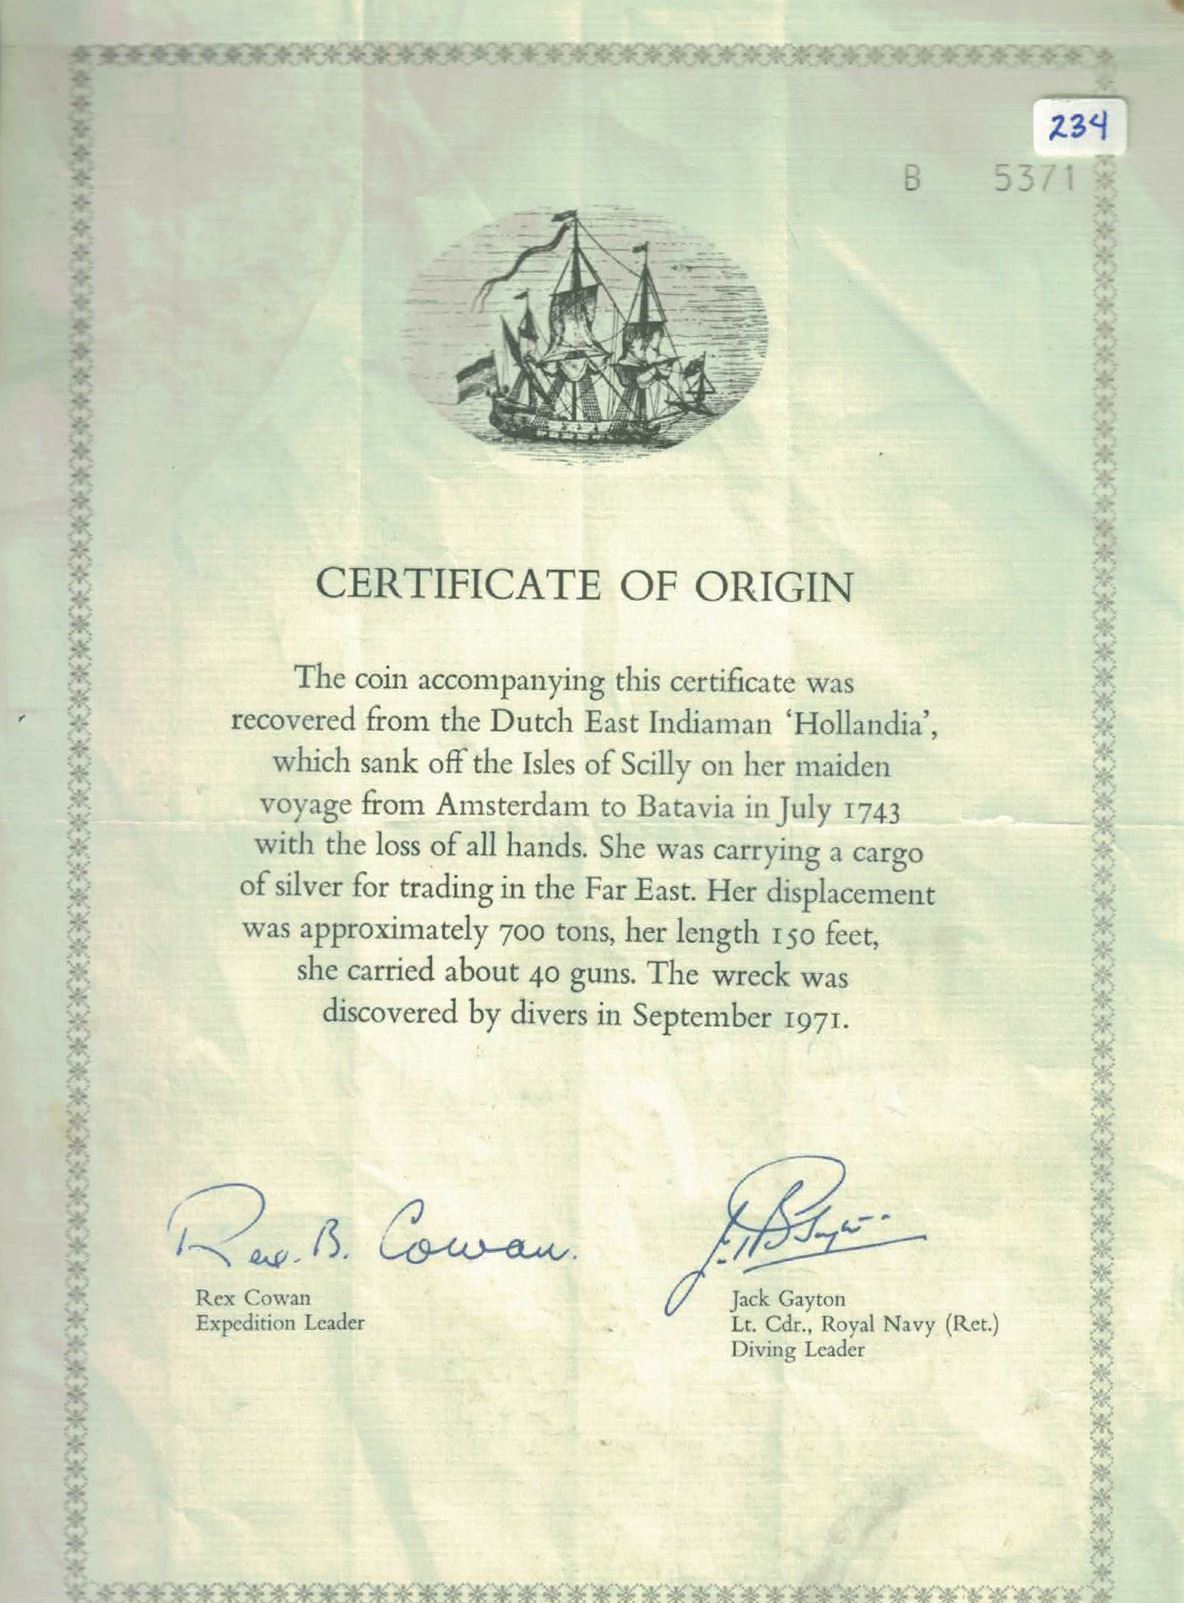 234
B 5371
CERTIFICATE OF ORIGIN
The coin accompanying this certificate was
recovered from the Dutch East Indiaman ‘Hollandia’,
which sank off the Isles of Scilly on her maiden
voyage from Amsterdam to Batavia in July 1743
with the loss of all hands. She was carrying a cargo
of silver for trading in the Far East. Her displacement
was approximately 700 tons, her length 150 feet,
she carried about 40 guns. The wreck was
discovered by divers in September 1971.
Rex. B. Cowan.
Rex Cowan
Expedition Leader
Jack Gayton
Lt. Cdr., Royal Navy (Ret.)
Diving Leader